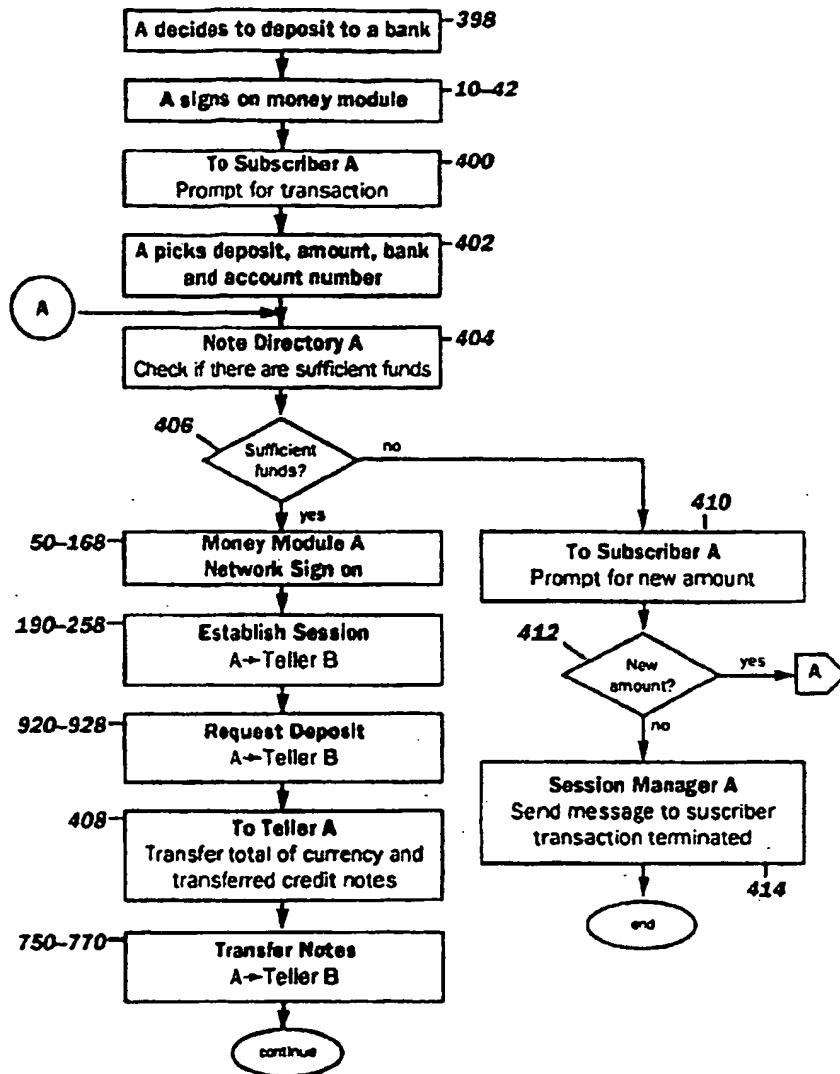 A decides to deposit to a bank
398
A signs on money module
10–42
To Subscriber A
Prompt for transaction
400
A picks deposit, amount, bank
and account number
402
A
Note Directory A
Check if there are sufficient funds
404
406
Sufficient
funds?
no
yes
50–168
Money Module A
Network Sign on
190–258
Establish Session
A→Teller B
920–928
Request Deposit
A→Teller B
408
To Teller A
Transfer total of currency and
transferred credit notes
750–770
Transfer Notes
A→Teller B
continue
410
To Subscriber A
Prompt for new amount
412
New
amount?
yes
A
no
Session Manager A
Send message to suscriber
transaction terminated
414
end